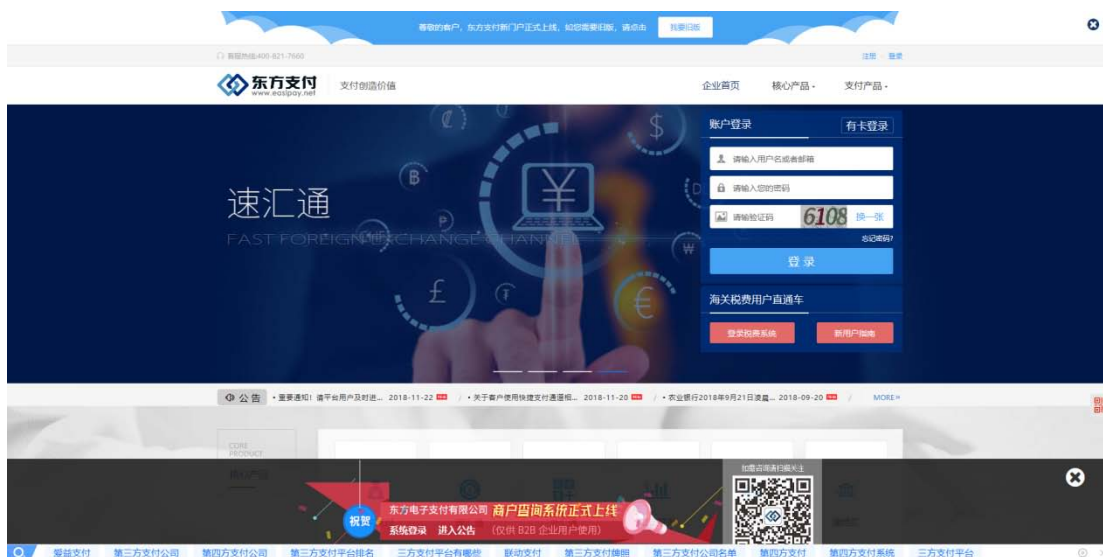 尊敬的客户，东方支付新门户正式上线，如您需要旧版，请点击 我要旧版
客服热线:400-821-7660 注册 登录
东方支付 支付创造价值 企业首页 核心产品 支付产品
www.easipay.net
账户登录 有卡登录
请输入用户名或者邮箱
请输入您的密码
请输入验证码 6108 换一张
忘记密码?
登 录
速汇通
FAST FOREIGN EXCHANGE CHANNEL
海关税费用户直通车
登录税费系统 新用户指南
公 告 ·重要通知！请平台用户及时进... 2018-11-22 / ·关于客户使用快捷支付通道相... 2018-11-20 / ·农业银行2018年9月21日凌晨... 2018-09-20 / MORE»
CORE
PRODUCT
核心产品
如需咨询请扫描关注
祝贺
东方电子支付有限公司 商户查询系统正式上线
系统登录 进入公告 （仅供 B2B 企业用户使用）
爱益支付 第三方支付公司 第四方支付公司 第三方支付平台排名 三方支付平台有哪些 联动支付 第三方支付牌照 第三方支付公司名单 第四方支付 第四方支付系统 三方支付平台